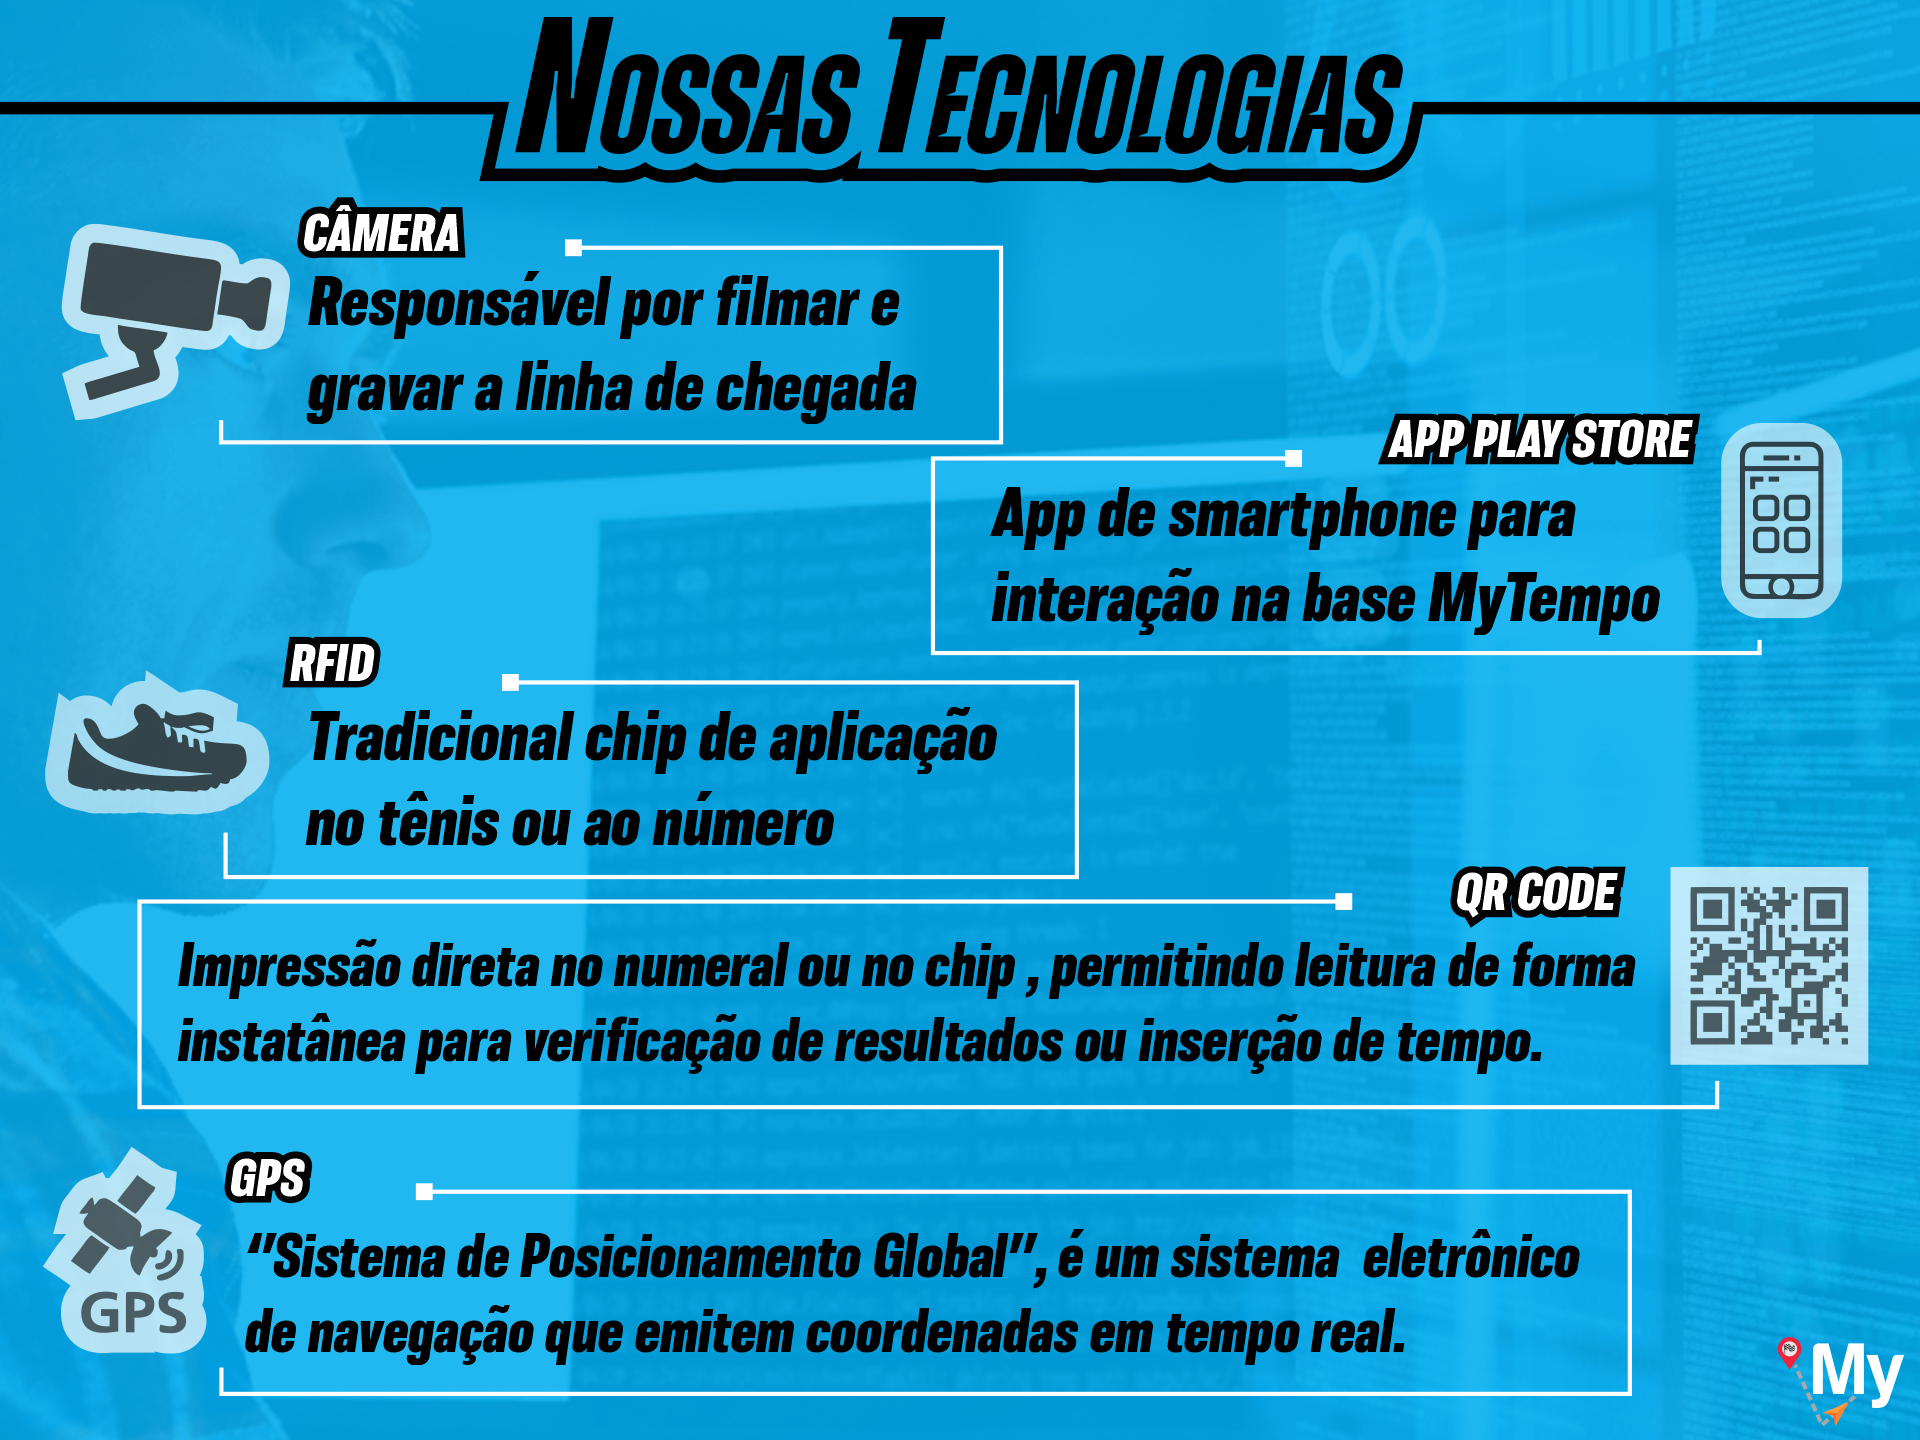 NOSSAS TECNOLOGIAS
CÂMERA
Responsável por filmar e
gravar a linha de chegada
APP PLAY STORE
App de smartphone para
interação na base MyTempo
RFID
Tradicional chip de aplicação
no tênis ou ao número
QR CODE
Impressão direta no numeral ou no chip , permitindo leitura de forma
instatânea para verificação de resultados ou inserção de tempo.
GPS
“Sistema de Posicionamento Global”, é um sistema  eletrônico
de navegação que emitem coordenadas em tempo real.
GPS
My